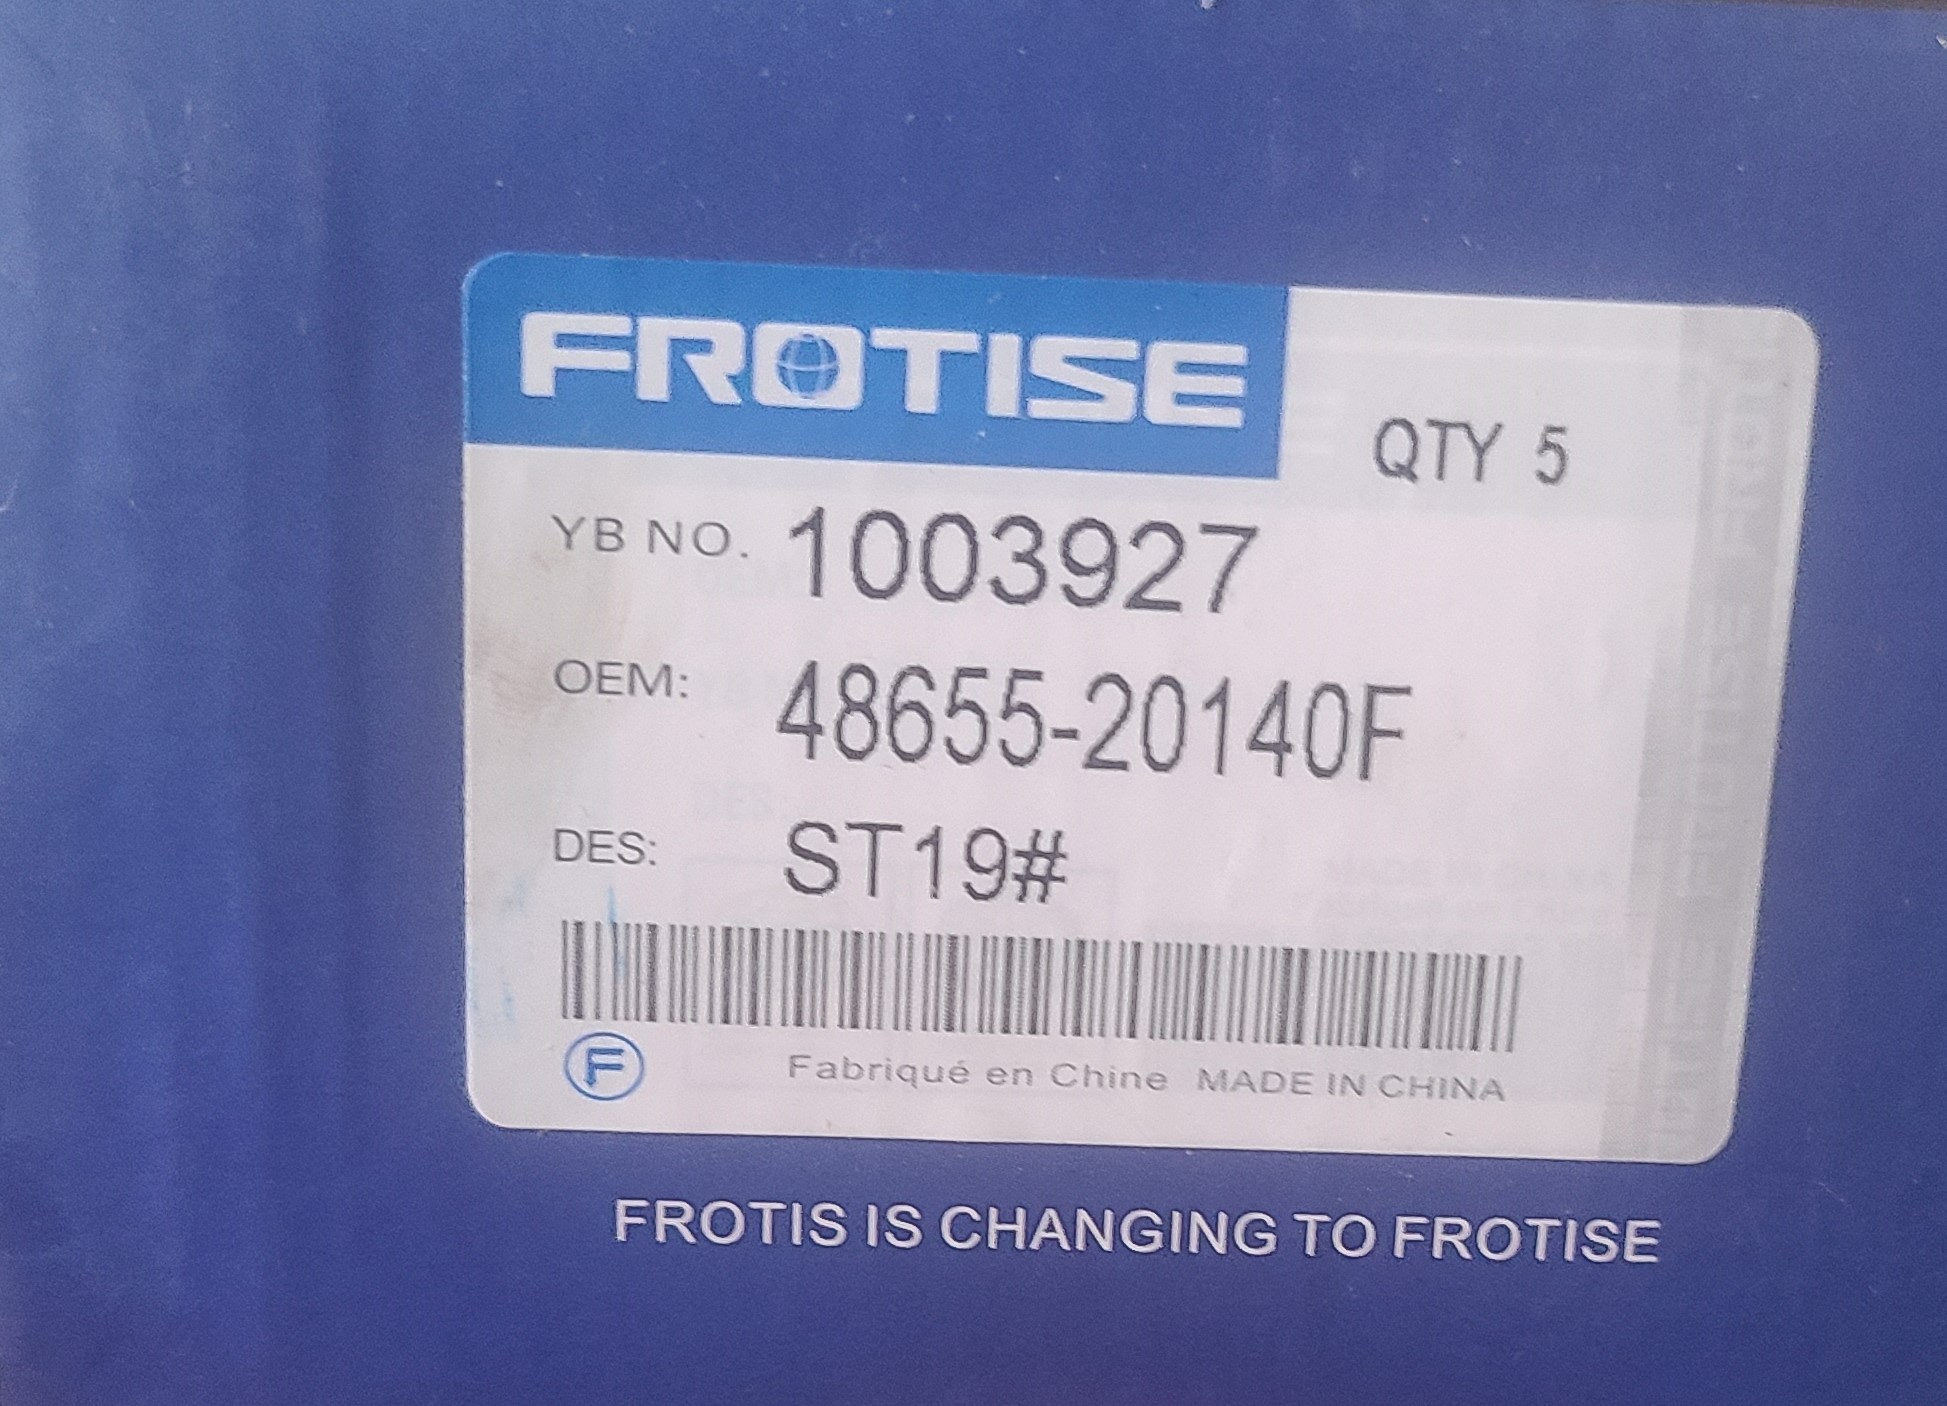 FROTISE
QTY 5
YB NO. 1003927
OEM: 48655-20140F
DES: ST19#
F
Fabriqué en Chine MADE IN CHINA
FROTIS IS CHANGING TO FROTISE